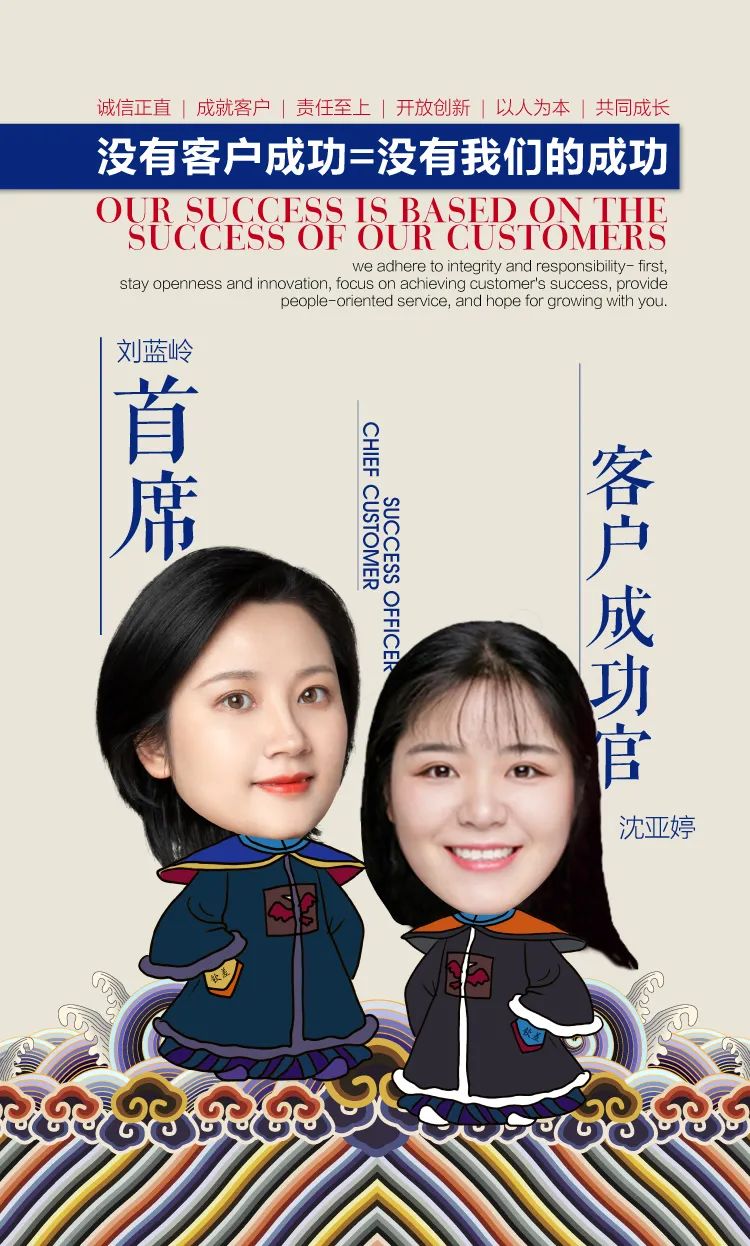 诚信正直 | 成就客户 | 责任至上 | 开放创新 | 以人为本 | 共同成长
没有客户成功=没有我们的成功
OUR SUCCESS IS BASED ON THE
SUCCESS OF OUR CUSTOMERS
we adhere to integrity and responsibility- first,
stay openness and innovation, focus on achieving customer's success, provide
people-oriented service, and hope for growing with you.
刘蓝岭
首席
CHIEF CUSTOMER
SUCCESS OFFICER
客户成功官
沈亚婷
钦差
钦差